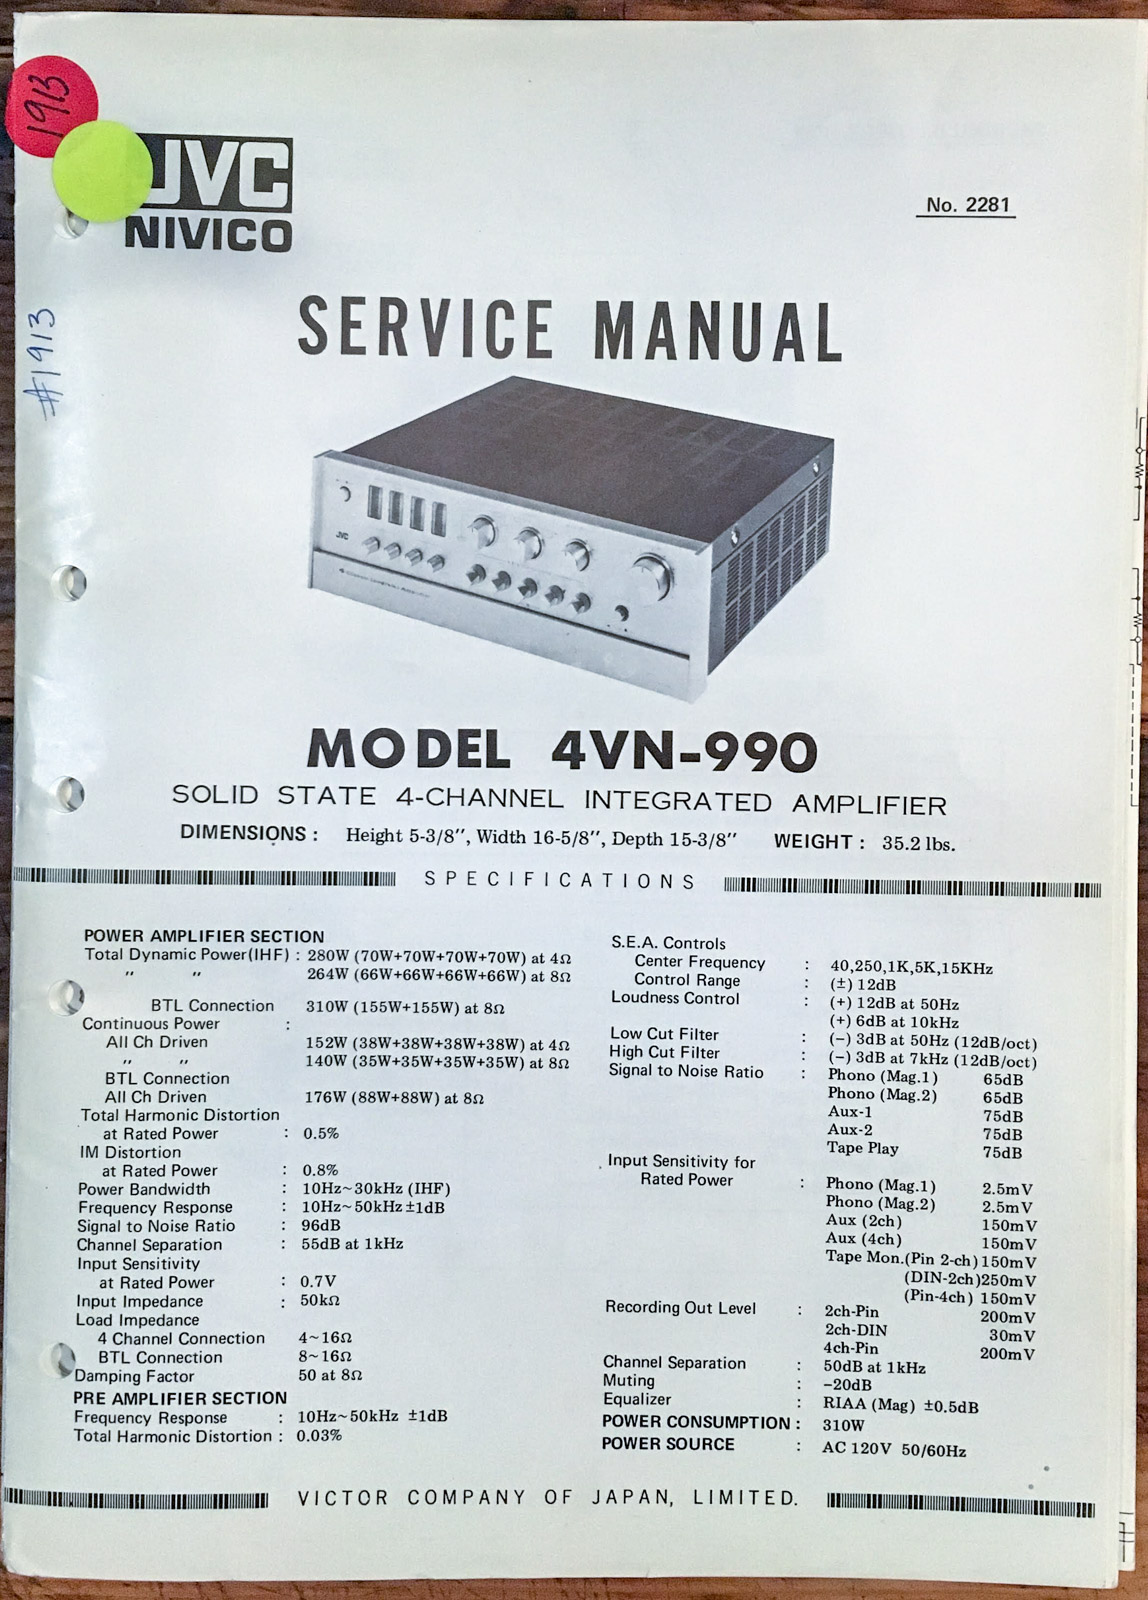 1913
JVC
NIVICO
No. 2281
#1913
SERVICE MANUAL
JVC
MODEL 4VN-990
SOLID STATE 4-CHANNEL INTEGRATED AMPLIFIER
DIMENSIONS : Height 5-3/8", Width 16-5/8", Depth 15-3/8" WEIGHT : 35.2 lbs.
SPECIFICATIONS
POWER AMPLIFIER SECTION
Total Dynamic Power(IHF) : 280W (70W+70W+70W+70W) at 4Ω
" " 264W (66W+66W+66W+66W) at 8Ω
BTL Connection 310W (155W+155W) at 8Ω
Continuous Power :
All Ch Driven 152W (38W+38W+38W+38W) at 4Ω
" " 140W (35W+35W+35W+35W) at 8Ω
BTL Connection
All Ch Driven 176W (88W+88W) at 8Ω
Total Harmonic Distortion
at Rated Power : 0.5%
IM Distortion
at Rated Power : 0.8%
Power Bandwidth : 10Hz~30kHz (IHF)
Frequency Response : 10Hz~50kHz ±1dB
Signal to Noise Ratio : 96dB
Channel Separation : 55dB at 1kHz
Input Sensitivity
at Rated Power : 0.7V
Input Impedance : 50kΩ
Load Impedance
4 Channel Connection 4~16Ω
BTL Connection 8~16Ω
Damping Factor 50 at 8Ω
PRE AMPLIFIER SECTION
Frequency Response : 10Hz~50kHz ±1dB
Total Harmonic Distortion : 0.03%
S.E.A. Controls
Center Frequency : 40,250,1K,5K,15KHz
Control Range : (±) 12dB
Loudness Control : (+) 12dB at 50Hz
(+) 6dB at 10kHz
Low Cut Filter : (−) 3dB at 50Hz (12dB/oct)
High Cut Filter : (−) 3dB at 7kHz (12dB/oct)
Signal to Noise Ratio : Phono (Mag.1) 65dB
Phono (Mag.2) 65dB
Aux-1 75dB
Aux-2 75dB
Tape Play 75dB
Input Sensitivity for
Rated Power : Phono (Mag.1) 2.5mV
Phono (Mag.2) 2.5mV
Aux (2ch) 150mV
Aux (4ch) 150mV
Tape Mon.(Pin 2-ch) 150mV
(DIN-2ch)250mV
(Pin-4ch) 150mV
Recording Out Level : 2ch-Pin 200mV
2ch-DIN 30mV
4ch-Pin 200mV
Channel Separation : 50dB at 1kHz
Muting : −20dB
Equalizer : RIAA (Mag) ±0.5dB
POWER CONSUMPTION : 310W
POWER SOURCE : AC 120V 50/60Hz
VICTOR COMPANY OF JAPAN, LIMITED.